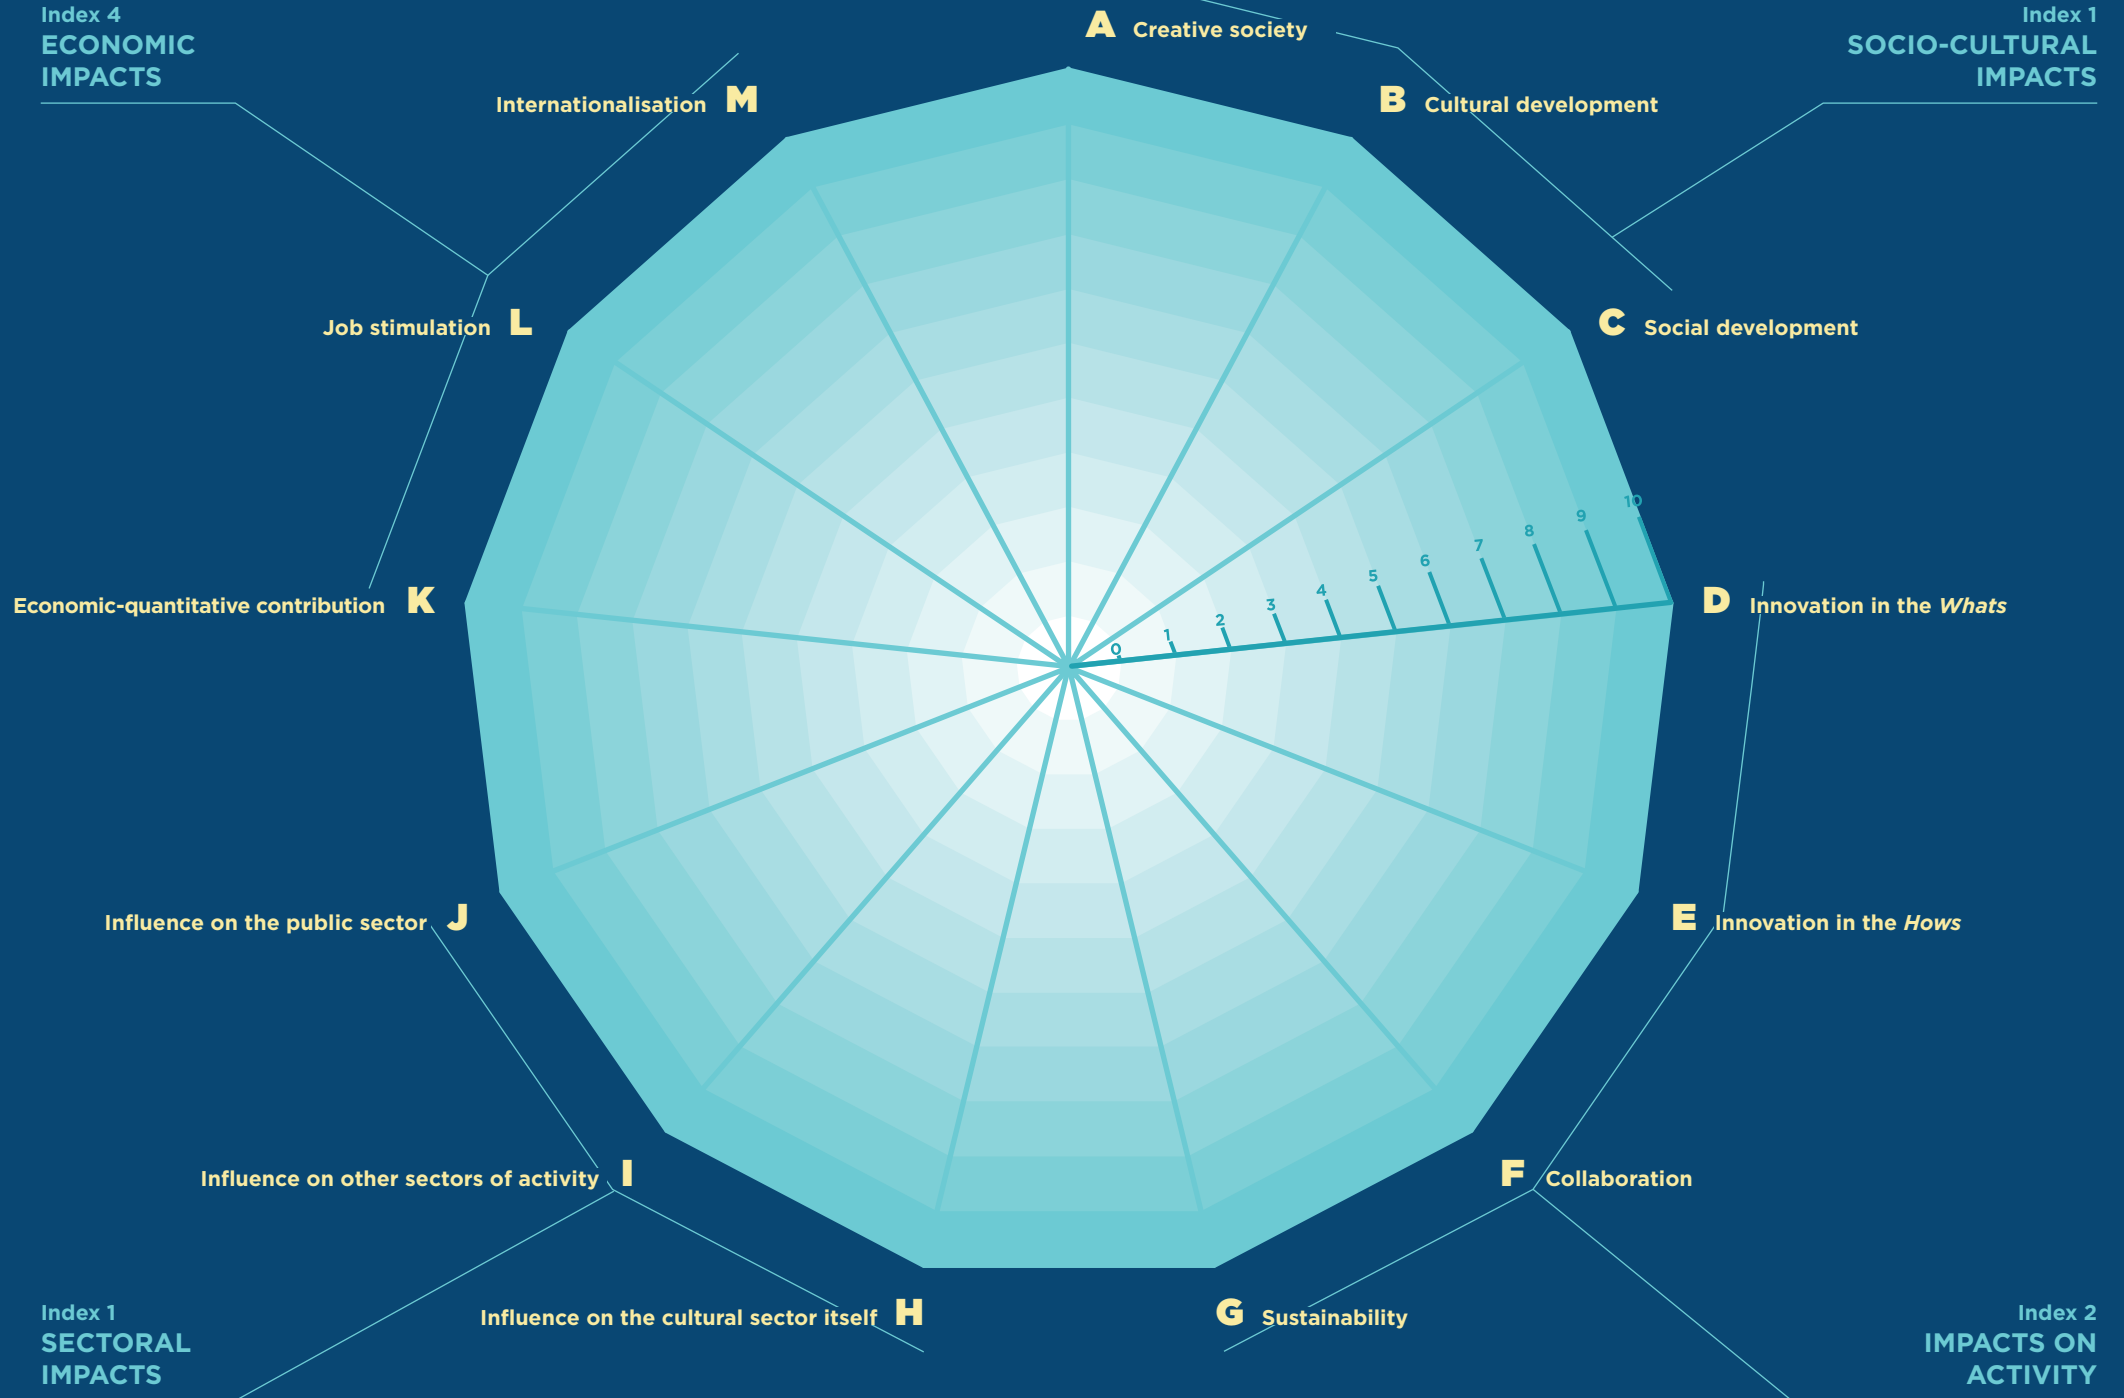 Index 4
ECONOMIC
IMPACTS
Index 1
SOCIO-CULTURAL
IMPACTS
A Creative society
B Cultural development
C Social development
D Innovation in the Whats
E Innovation in the Hows
F Collaboration
G Sustainability
H Influence on the cultural sector itself
I Influence on other sectors of activity
J Influence on the public sector
K Economic-quantitative contribution
L Job stimulation
M Internationalisation
0
1
2
3
4
5
6
7
8
9
10
Index 1
SECTORAL
IMPACTS
Index 2
IMPACTS ON
ACTIVITY